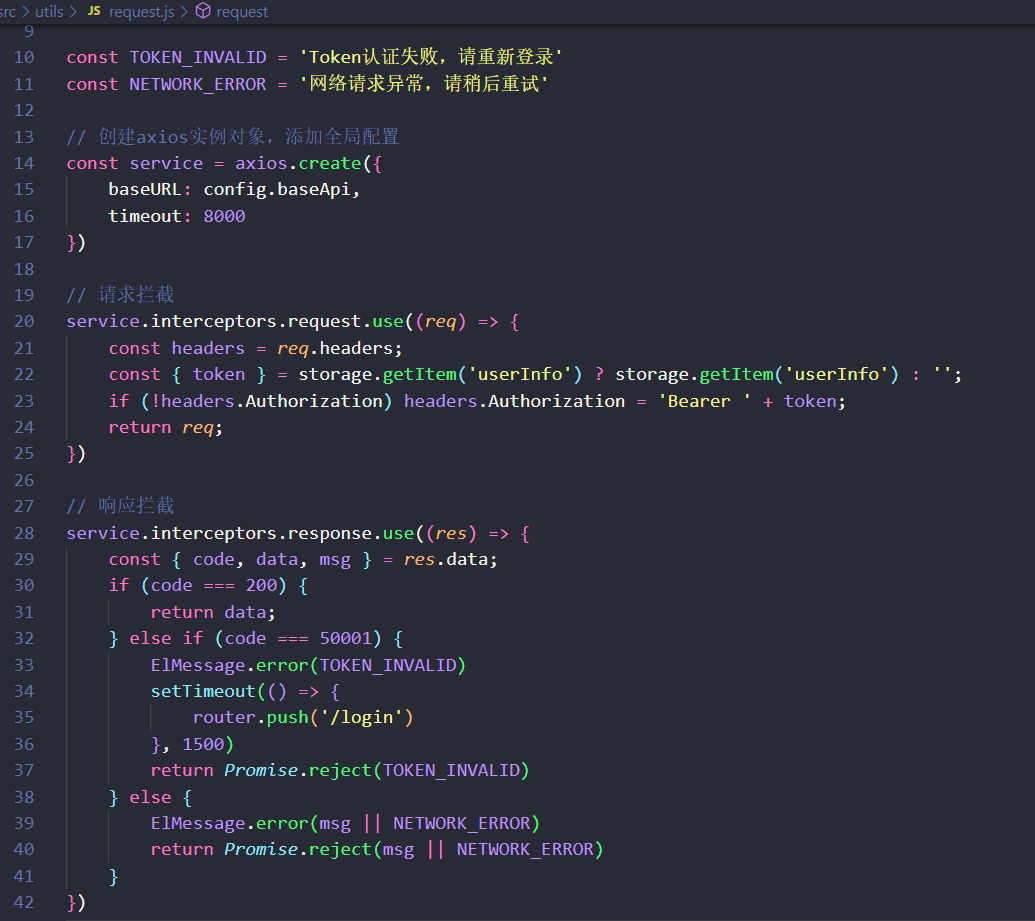 src > utils > JS request.js > request
9
10 const TOKEN_INVALID = 'Token认证失败，请重新登录'
11 const NETWORK_ERROR = '网络请求异常，请稍后重试'
12
13 // 创建axios实例对象，添加全局配置
14 const service = axios.create({
15     baseURL: config.baseApi,
16     timeout: 8000
17 })
18
19 // 请求拦截
20 service.interceptors.request.use((req) => {
21     const headers = req.headers;
22     const { token } = storage.getItem('userInfo') ? storage.getItem('userInfo') : '';
23     if (!headers.Authorization) headers.Authorization = 'Bearer ' + token;
24     return req;
25 })
26
27 // 响应拦截
28 service.interceptors.response.use((res) => {
29     const { code, data, msg } = res.data;
30     if (code === 200) {
31         return data;
32     } else if (code === 50001) {
33         ElMessage.error(TOKEN_INVALID)
34         setTimeout(() => {
35             router.push('/login')
36         }, 1500)
37         return Promise.reject(TOKEN_INVALID)
38     } else {
39         ElMessage.error(msg || NETWORK_ERROR)
40         return Promise.reject(msg || NETWORK_ERROR)
41     }
42 })